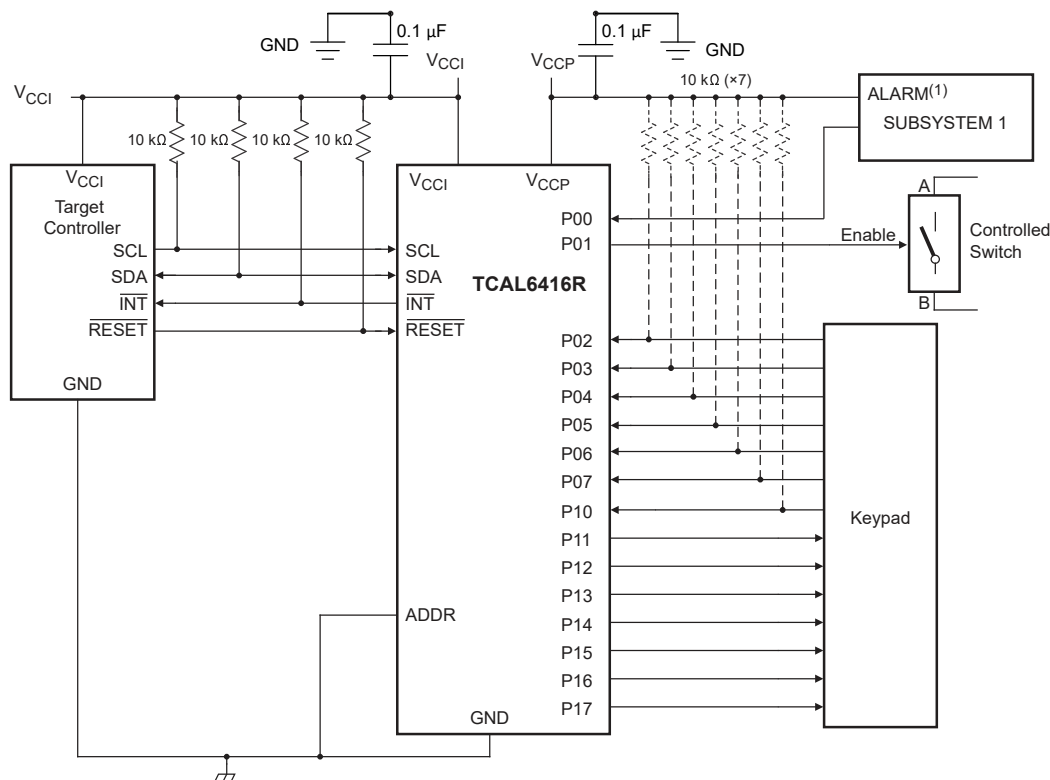 GND
0.1 µF
VCCI
VCCP
0.1 µF
GND
VCCI
10 kΩ
10 kΩ
10 kΩ
10 kΩ
10 kΩ (×7)
ALARM(1)
SUBSYSTEM 1
VCCI
Target
Controller
SCL
SDA
INT
RESET
GND
VCCI
VCCP
SCL
SDA
INT
RESET
TCAL6416R
ADDR
GND
P00
P01
P02
P03
P04
P05
P06
P07
P10
P11
P12
P13
P14
P15
P16
P17
Enable
A
B
Controlled
Switch
Keypad